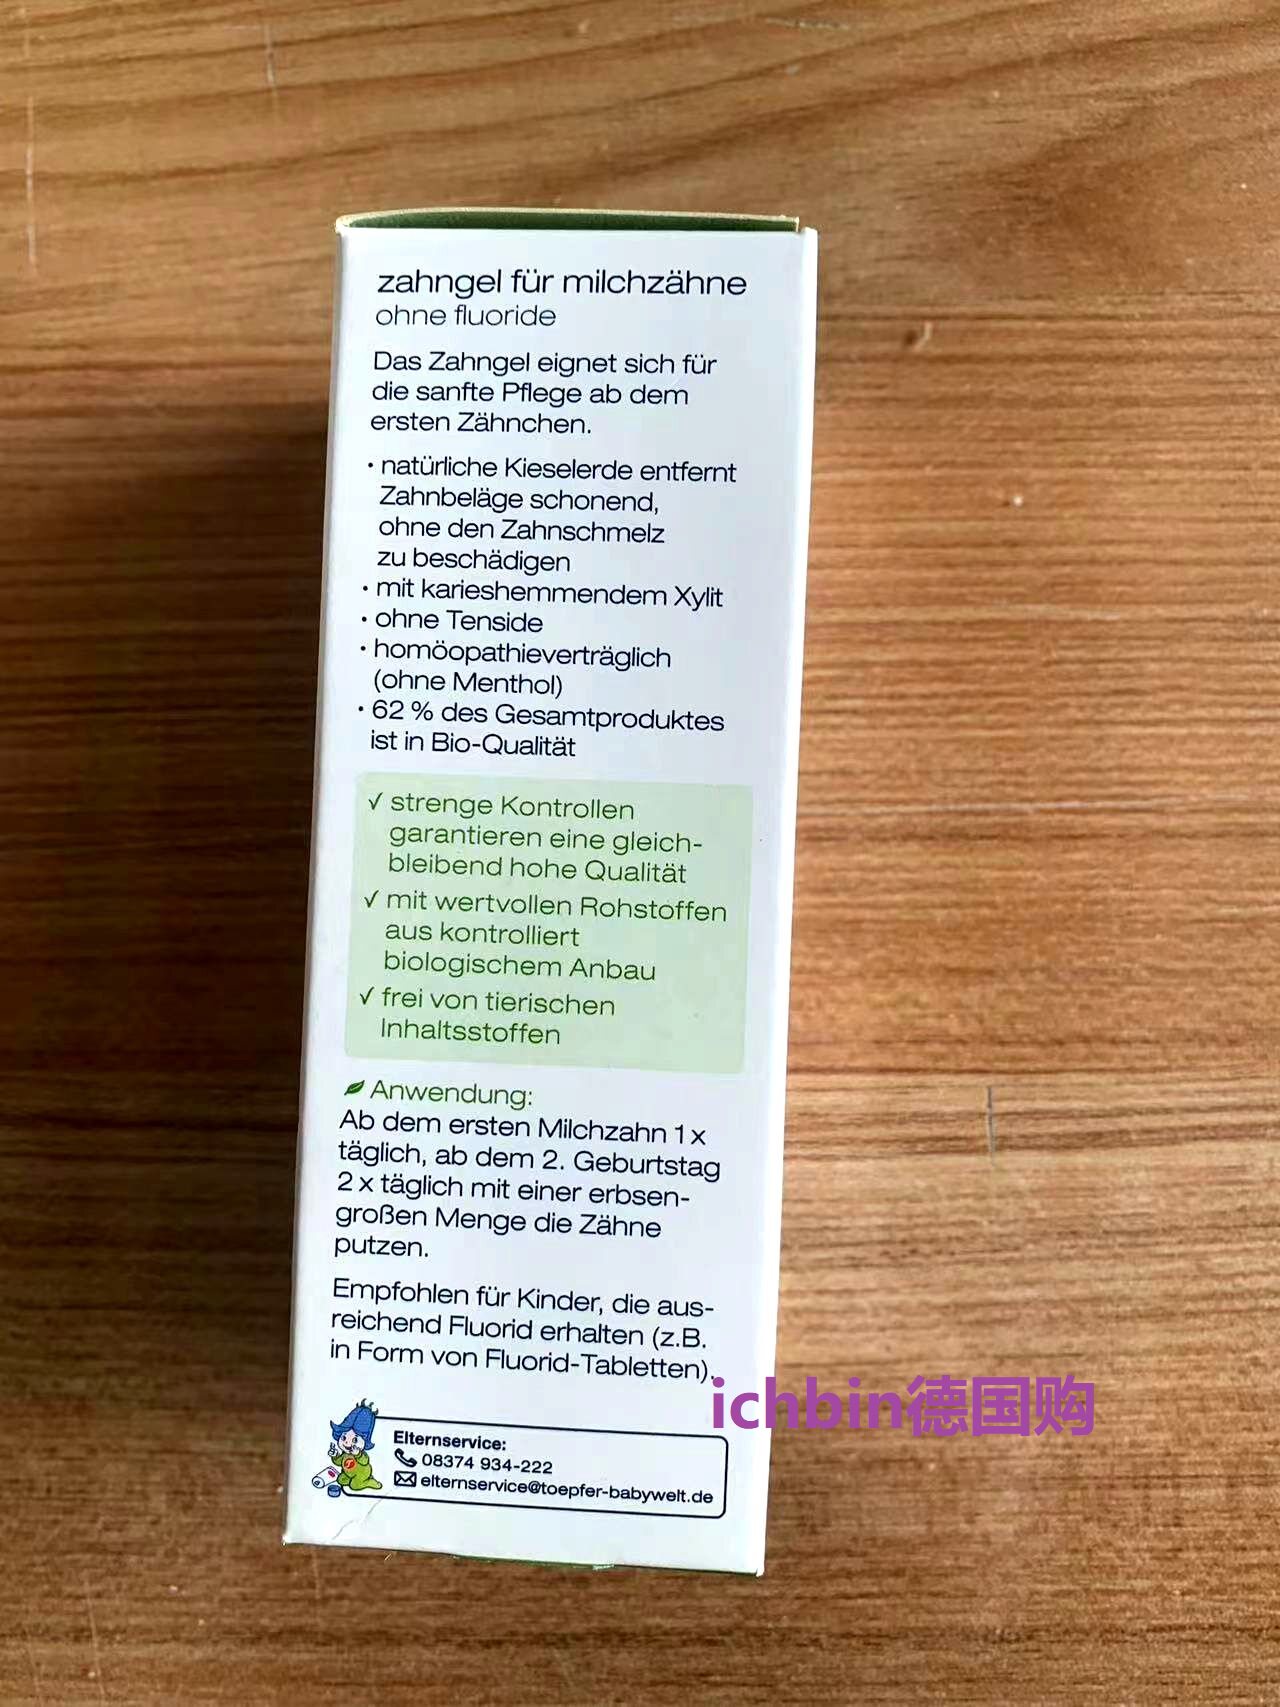 zahngel für milchzähne
ohne fluoride
Das Zahngel eignet sich für
die sanfte Pflege ab dem
ersten Zähnchen.
• natürliche Kieselerde entfernt
Zahnbeläge schonend,
ohne den Zahnschmelz
zu beschädigen
• mit karieshemmendem Xylit
• ohne Tenside
• homöopathieverträglich
(ohne Menthol)
• 62 % des Gesamtproduktes
ist in Bio-Qualität
✓ strenge Kontrollen
garantieren eine gleich-
bleibend hohe Qualität
✓ mit wertvollen Rohstoffen
aus kontrolliert
biologischem Anbau
✓ frei von tierischen
Inhaltsstoffen
Anwendung:
Ab dem ersten Milchzahn 1 x
täglich, ab dem 2. Geburtstag
2 x täglich mit einer erbsen-
großen Menge die Zähne
putzen.
Empfohlen für Kinder, die aus-
reichend Fluorid erhalten (z.B.
in Form von Fluorid-Tabletten).
ichbin德国购
Elternservice:
08374 934-222
elternservice@toepfer-babywelt.de